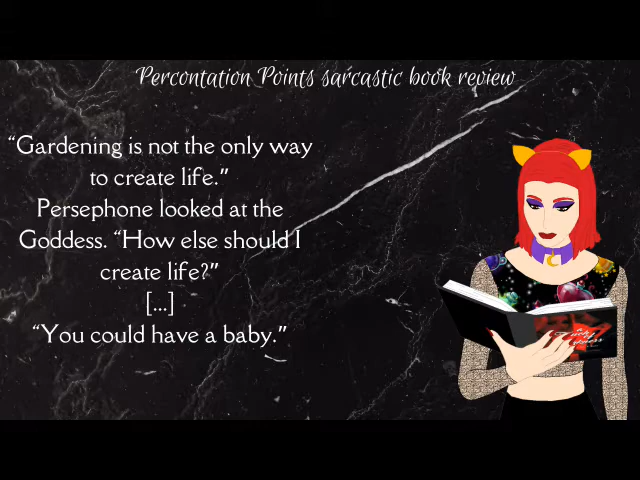 Percontation Points sarcastic book review
“Gardening is not the only way
to create life.”
Persephone looked at the
Goddess. “How else should I
create life?”
[...]
“You could have a baby.”